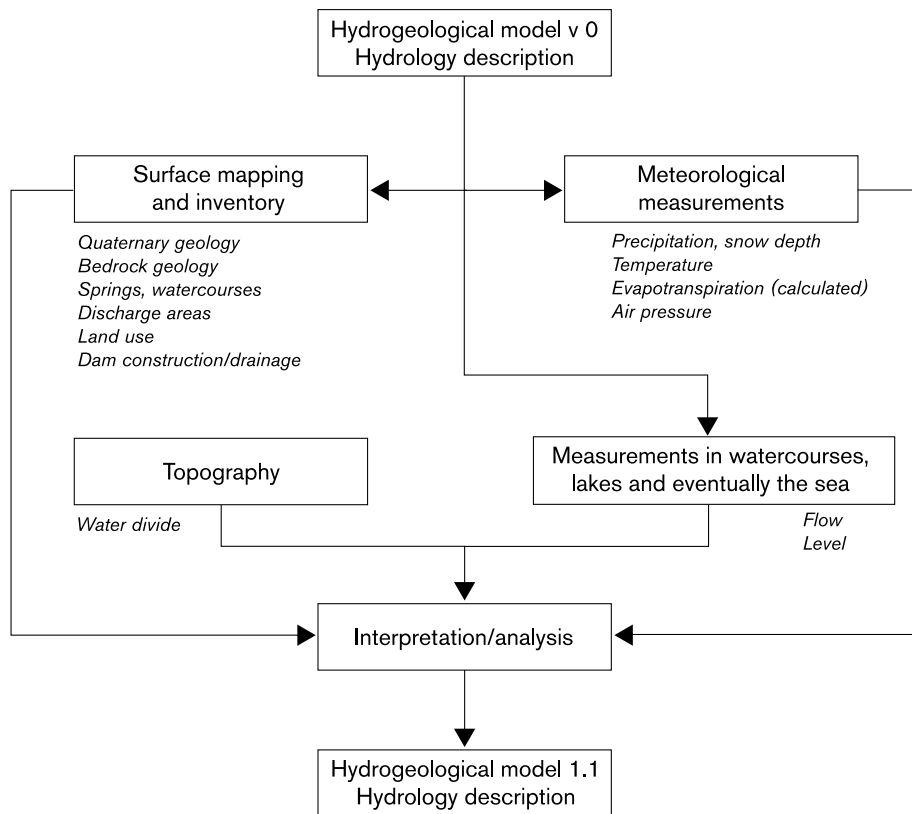 Hydrogeological model v 0
Hydrology description
Surface mapping
and inventory
Quaternary geology
Bedrock geology
Springs, watercourses
Discharge areas
Land use
Dam construction/drainage
Meteorological
measurements
Precipitation, snow depth
Temperature
Evapotranspiration (calculated)
Air pressure
Topography
Water divide
Measurements in watercourses,
lakes and eventually the sea
Flow
Level
Interpretation/analysis
Hydrogeological model 1.1
Hydrology description